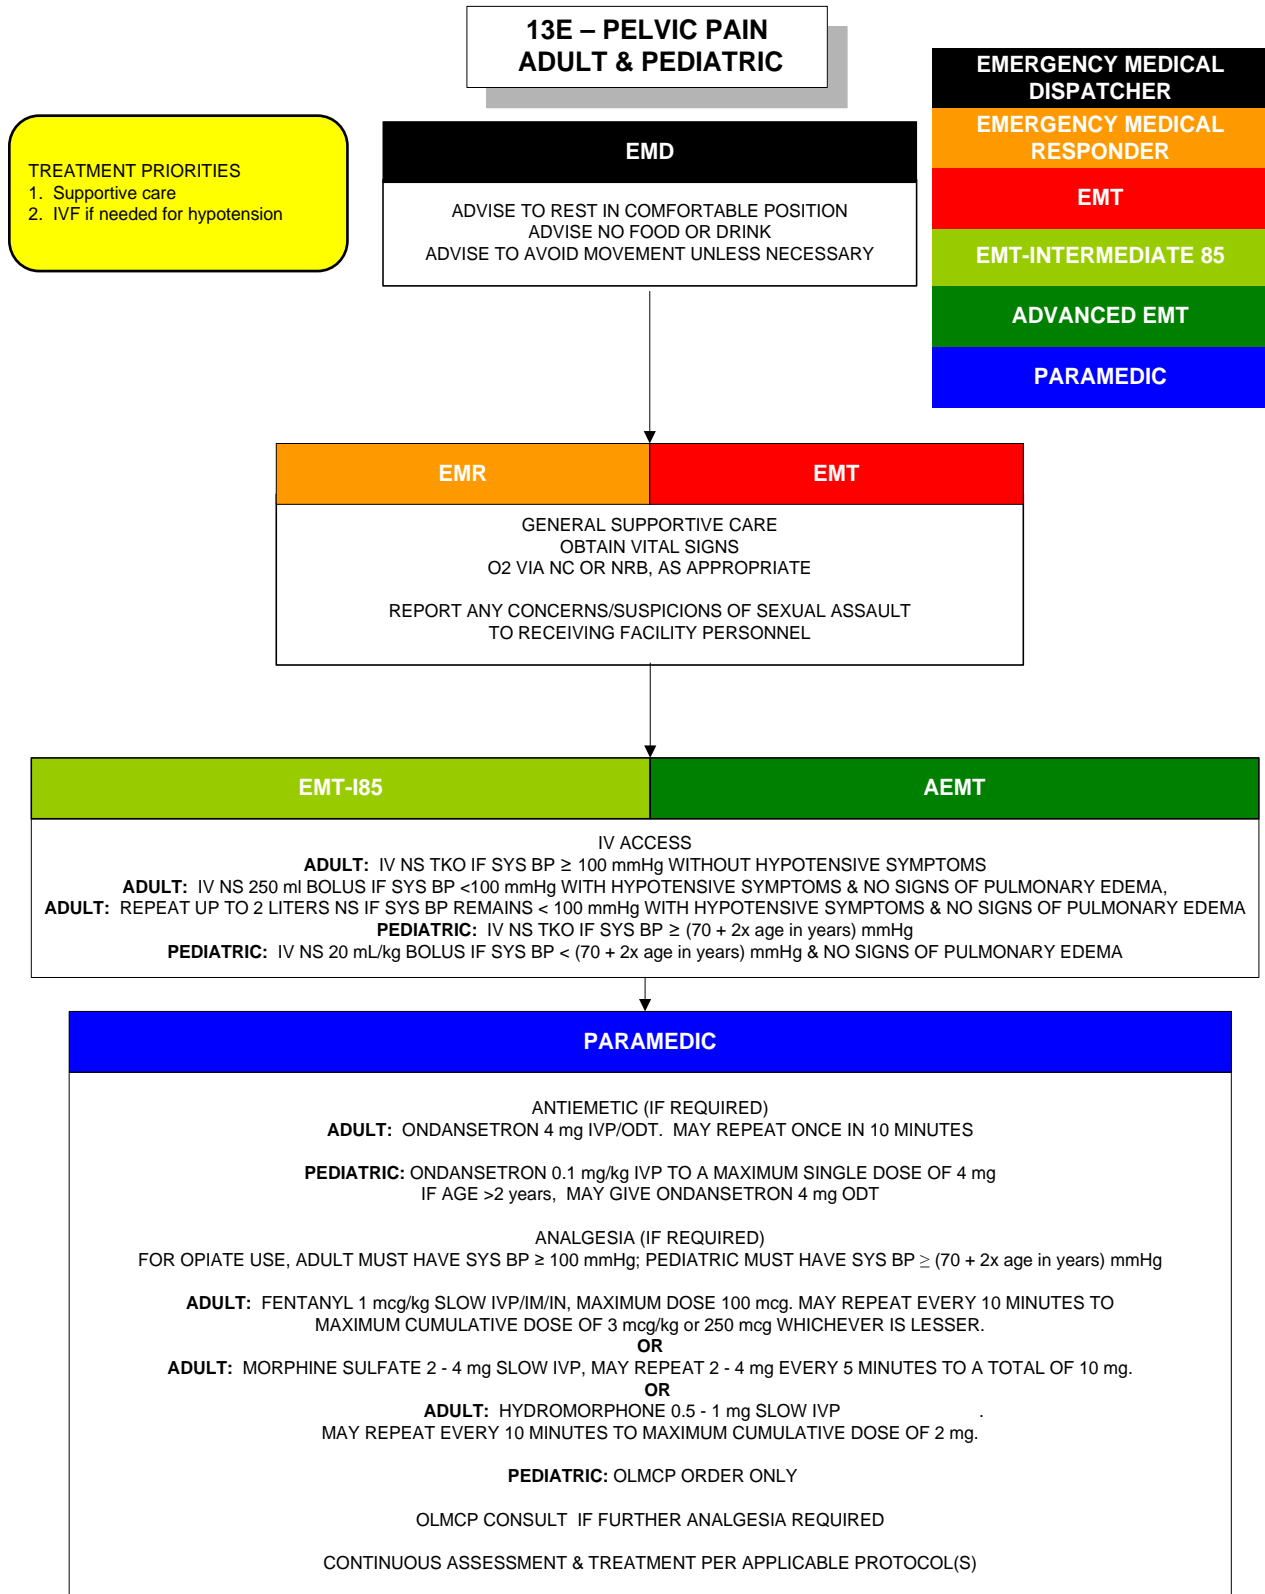 13E – PELVIC PAIN
ADULT & PEDIATRIC
EMERGENCY MEDICAL
DISPATCHER
EMERGENCY MEDICAL
RESPONDER
EMT
EMT-INTERMEDIATE 85
ADVANCED EMT
PARAMEDIC
TREATMENT PRIORITIES
1. Supportive care
2. IVF if needed for hypotension
EMD
ADVISE TO REST IN COMFORTABLE POSITION
ADVISE NO FOOD OR DRINK
ADVISE TO AVOID MOVEMENT UNLESS NECESSARY
EMR
EMT
GENERAL SUPPORTIVE CARE
OBTAIN VITAL SIGNS
O2 VIA NC OR NRB, AS APPROPRIATE
REPORT ANY CONCERNS/SUSPICIONS OF SEXUAL ASSAULT
TO RECEIVING FACILITY PERSONNEL
EMT-I85
AEMT
IV ACCESS
ADULT: IV NS TKO IF SYS BP ≥ 100 mmHg WITHOUT HYPOTENSIVE SYMPTOMS
ADULT: IV NS 250 ml BOLUS IF SYS BP <100 mmHg WITH HYPOTENSIVE SYMPTOMS & NO SIGNS OF PULMONARY EDEMA,
ADULT: REPEAT UP TO 2 LITERS NS IF SYS BP REMAINS < 100 mmHg WITH HYPOTENSIVE SYMPTOMS & NO SIGNS OF PULMONARY EDEMA
PEDIATRIC: IV NS TKO IF SYS BP ≥ (70 + 2x age in years) mmHg
PEDIATRIC: IV NS 20 mL/kg BOLUS IF SYS BP < (70 + 2x age in years) mmHg & NO SIGNS OF PULMONARY EDEMA
PARAMEDIC
ANTIEMETIC (IF REQUIRED)
ADULT: ONDANSETRON 4 mg IVP/ODT. MAY REPEAT ONCE IN 10 MINUTES
PEDIATRIC: ONDANSETRON 0.1 mg/kg IVP TO A MAXIMUM SINGLE DOSE OF 4 mg
IF AGE >2 years, MAY GIVE ONDANSETRON 4 mg ODT
ANALGESIA (IF REQUIRED)
FOR OPIATE USE, ADULT MUST HAVE SYS BP ≥ 100 mmHg; PEDIATRIC MUST HAVE SYS BP ≥ (70 + 2x age in years) mmHg
ADULT: FENTANYL 1 mcg/kg SLOW IVP/IM/IN, MAXIMUM DOSE 100 mcg. MAY REPEAT EVERY 10 MINUTES TO
MAXIMUM CUMULATIVE DOSE OF 3 mcg/kg or 250 mcg WHICHEVER IS LESSER.
OR
ADULT: MORPHINE SULFATE 2 - 4 mg SLOW IVP, MAY REPEAT 2 - 4 mg EVERY 5 MINUTES TO A TOTAL OF 10 mg.
OR
ADULT: HYDROMORPHONE 0.5 - 1 mg SLOW IVP .
MAY REPEAT EVERY 10 MINUTES TO MAXIMUM CUMULATIVE DOSE OF 2 mg.
PEDIATRIC: OLMCP ORDER ONLY
OLMCP CONSULT IF FURTHER ANALGESIA REQUIRED
CONTINUOUS ASSESSMENT & TREATMENT PER APPLICABLE PROTOCOL(S)